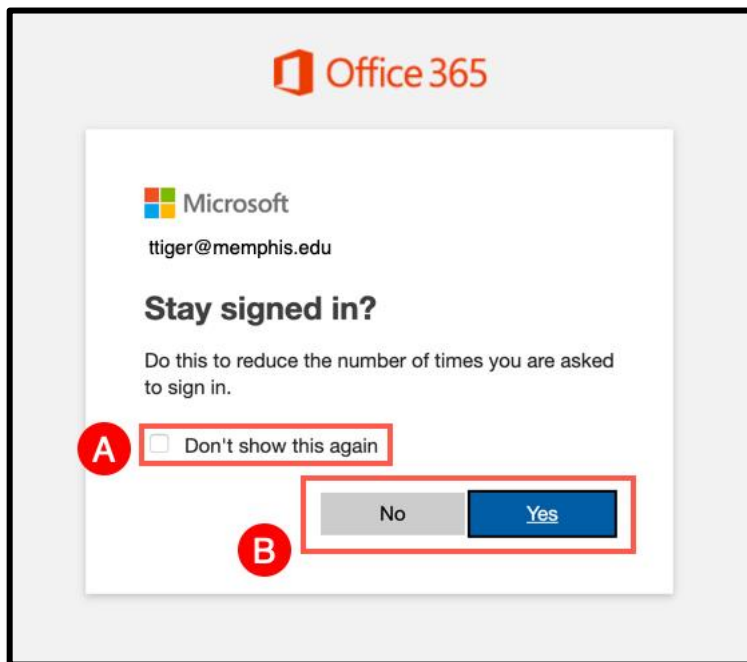 Office 365
Microsoft
ttiger@memphis.edu
Stay signed in?
Do this to reduce the number of times you are asked
to sign in.
A Don't show this again
No Yes
B